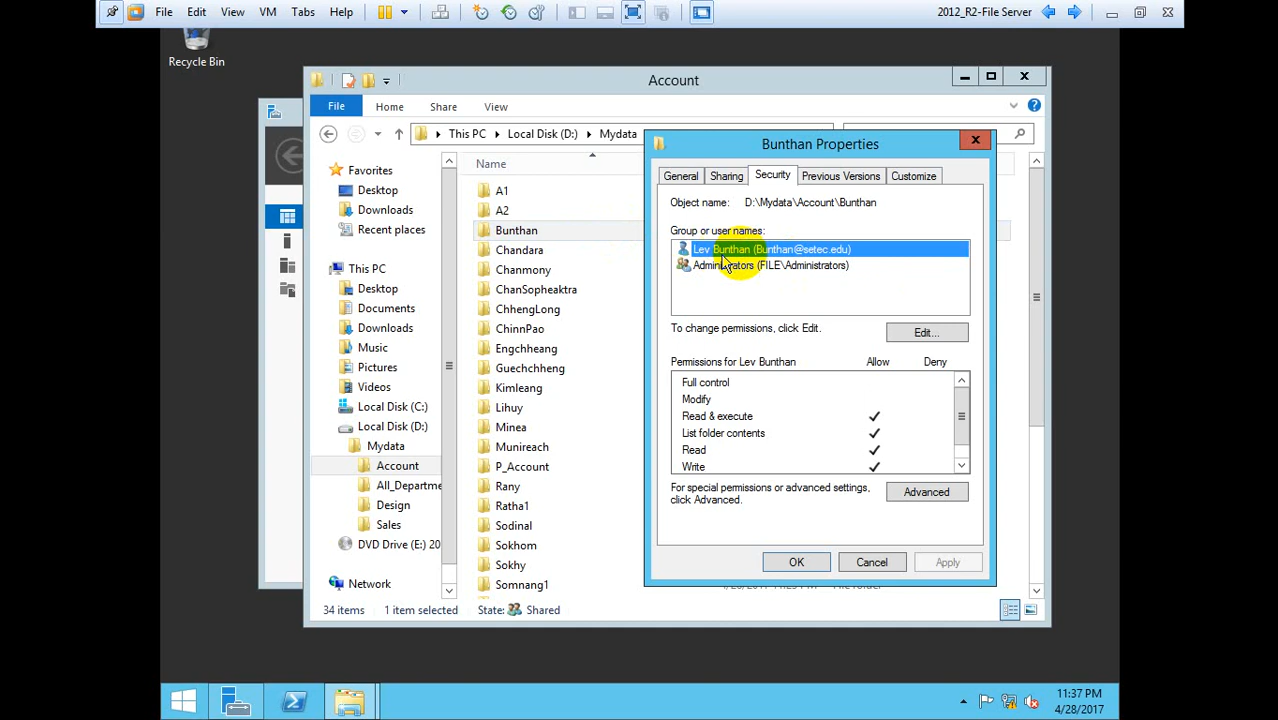 File Edit View VM Tabs Help
2012_R2-File Server
Recycle Bin
Account
File Home Share View
This PC Local Disk (D:) Mydata
Name
Favorites
Desktop
Downloads
Recent places
This PC
Desktop
Documents
Downloads
Music
Pictures
Videos
Local Disk (C:)
Local Disk (D:)
Mydata
Account
All_Departme
Design
Sales
DVD Drive (E:) 20
Network
A1
A2
Bunthan
Chandara
Chanmony
ChanSopheaktra
ChhengLong
ChinnPao
Engchheang
Guechchheng
Kimleang
Lihuy
Minea
Munireach
P_Account
Rany
Ratha1
Sodinal
Sokhom
Sokhy
Somnang1
34 items 1 item selected State: Shared
Bunthan Properties
General Sharing Security Previous Versions Customize
Object name: D:\Mydata\Account\Bunthan
Group or user names:
Lev Bunthan (Bunthan@setec.edu)
Administrators (FILE\Administrators)
To change permissions, click Edit.
Edit...
Permissions for Lev Bunthan Allow Deny
Full control
Modify
Read & execute
List folder contents
Read
Write
For special permissions or advanced settings,
click Advanced.
Advanced
OK Cancel Apply
11:37 PM
4/28/2017